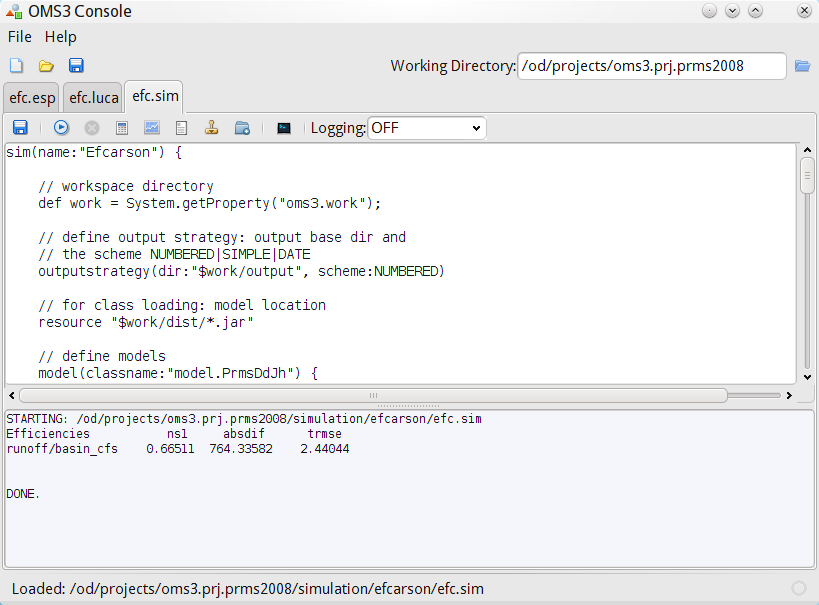 OMS3 Console
File Help
Working Directory: /od/projects/oms3.prj.prms2008
efc.esp efc.luca efc.sim
Logging: OFF
sim(name:"Efcarson") {
// workspace directory
def work = System.getProperty("oms3.work");
// define output strategy: output base dir and
// the scheme NUMBERED|SIMPLE|DATE
outputstrategy(dir:"$work/output", scheme:NUMBERED)
// for class loading: model location
resource "$work/dist/*.jar"
// define models
model(classname:"model.PrmsDdJh") {
STARTING: /od/projects/oms3.prj.prms2008/simulation/efcarson/efc.sim
Efficiencies ns1 absdif trmse
runoff/basin_cfs 0.66511 764.33582 2.44044
DONE.
Loaded: /od/projects/oms3.prj.prms2008/simulation/efcarson/efc.sim